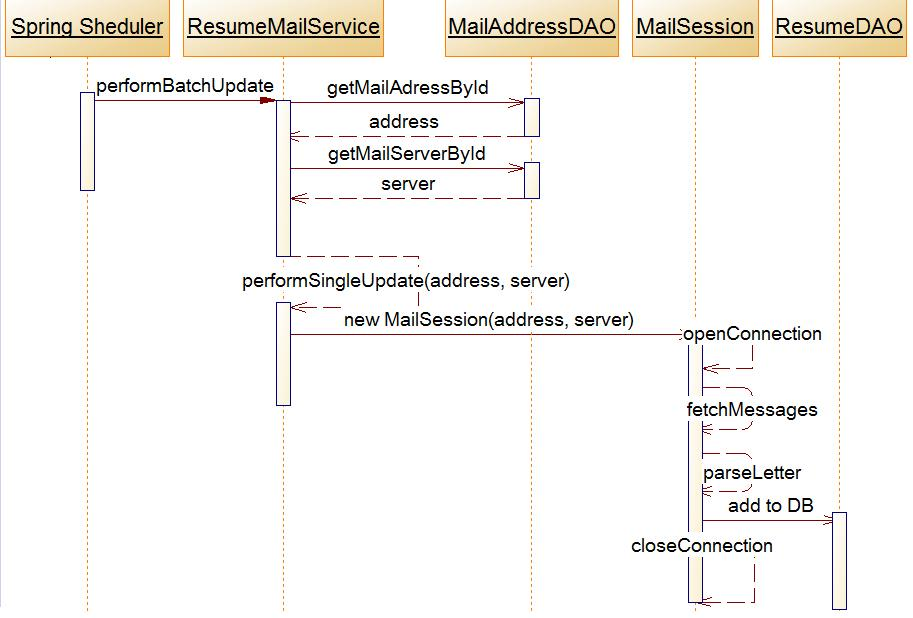 Spring Sheduler
ResumeMailService
MailAddressDAO
MailSession
ResumeDAO
performBatchUpdate
getMailAdressById
address
getMailServerById
server
performSingleUpdate(address, server)
new MailSession(address, server)
openConnection
fetchMessages
parseLetter
add to DB
closeConnection